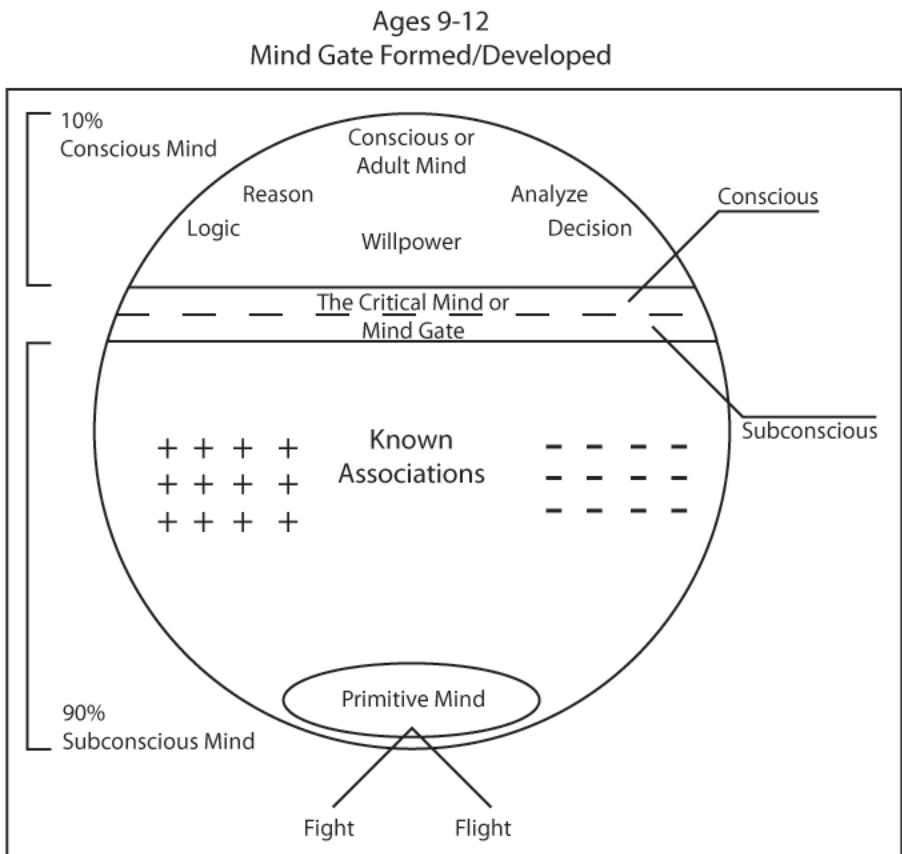 Ages 9-12
Mind Gate Formed/Developed
10%
Conscious Mind
Conscious or
Adult Mind
Reason
Analyze
Logic
Willpower
Decision
Conscious
The Critical Mind or
Mind Gate
Subconscious
Known
Associations
+ + + +
+ + + +
+ + + +
- - - -
- - - -
- - - -
Primitive Mind
90%
Subconscious Mind
Fight
Flight